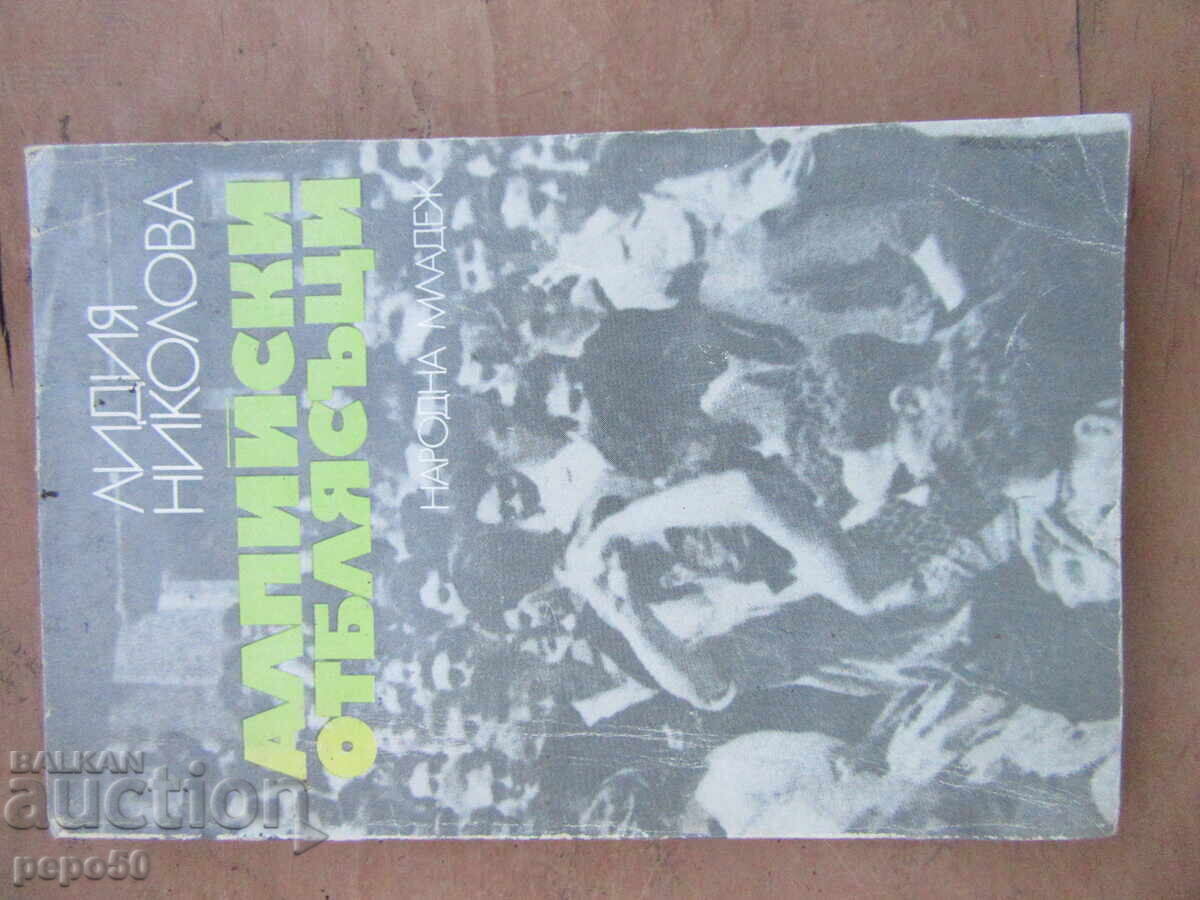 ЛИДИЯ
НИКОЛОВА
АЛПИЙСКИ
ОТБЛЯСЪЦИ
НАРОДНА МЛАДЕЖ
BALKAN
auction
pepo50